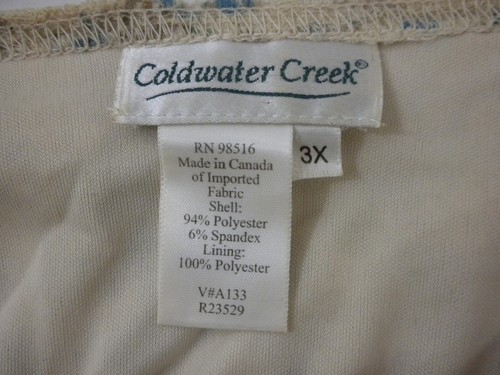 Coldwater Creek®
3X
RN 98516
Made in Canada
of Imported
Fabric
Shell:
94% Polyester
6% Spandex
Lining:
100% Polyester
V#A133
R23529